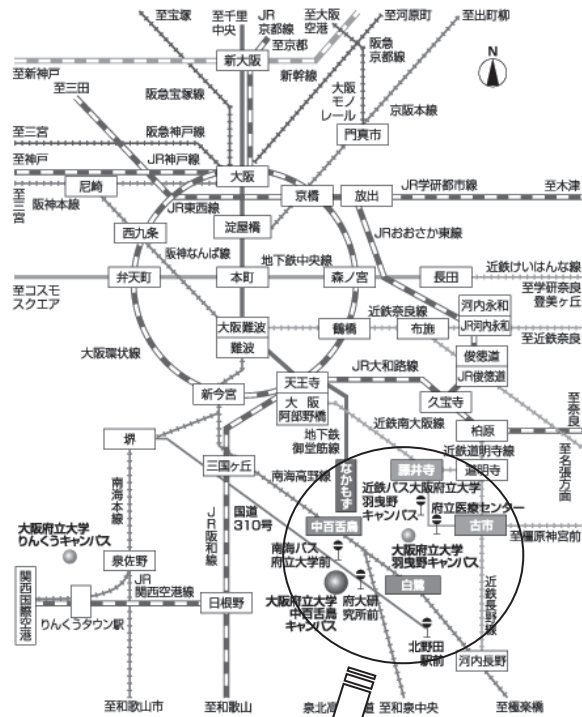 至宝塚
至千里
中央
JR
京都線
至京都
至大阪
空港
至河原町
至出町柳
新大阪
阪急
京都線
N
至新神戸
新幹線
至三田
阪急宝塚線
大阪
モノ
レール
京阪本線
門真市
至三宮
阪急神戸線
至神戸
JR神戸線
大阪
尼崎
京橋
放出
JR学研都市線
至木津
至三宮
阪神本線
JR東西線
淀屋橋
西九条
JRおおさか東線
阪神なんば線
地下鉄中央線
弁天町
本町
森ノ宮
長田
近鉄けいはんな線
至コスモ
スクエア
至学研奈良
登美ヶ丘
河内永和
近鉄奈良線
大阪難波
鶴橋
布施
JR河内永和
至近鉄奈良
難波
大阪環状線
俊徳道
JR俊徳道
JR大和路線
天王寺
新今宮
大阪
阿部野橋
久宝寺
至奈良
近鉄南大阪線
柏原
堺
地下鉄
御堂筋線
近鉄道明寺線
至名張方面
三国ヶ丘
南海高野線
なかもず
藤井寺
道明寺
南海本線
近鉄バス大阪府立大学
羽曳野
キャンパス
府立医療センター
国道
310号
中百舌鳥
古市
大阪府立大学
りんくうキャンパス
JR阪和線
南海バス
府立大学前
大阪府立大学
羽曳野キャンパス
至橿原神宮前
泉佐野
白鷺
JR
関西空港線
関西国際空港
りんくうタウン駅
日根野
大阪府立大学
中百舌鳥
キャンパス
府大研
究所前
近鉄長野線
北野田
駅前
河内長野
至和歌山市
至和歌山
泉北高
道
至和泉中央
至極楽橋